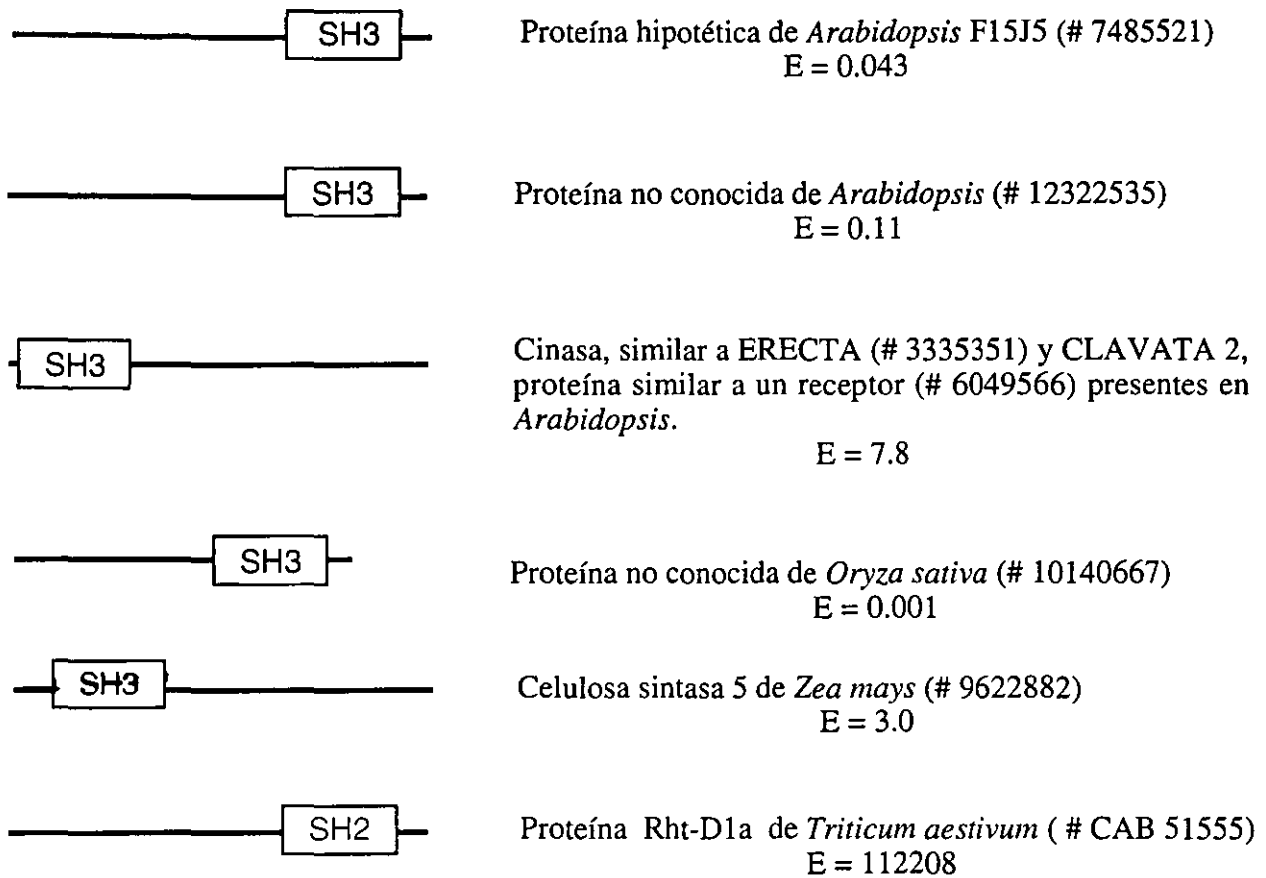 SH3 Proteína hipotética de Arabidopsis F15J5 (# 7485521)
E = 0.043
SH3 Proteína no conocida de Arabidopsis (# 12322535)
E = 0.11
SH3 Cinasa, similar a ERECTA (# 3335351) y CLAVATA 2,
proteína similar a un receptor (# 6049566) presentes en
Arabidopsis.
E = 7.8
SH3 Proteína no conocida de Oryza sativa (# 10140667)
E = 0.001
SH3 Celulosa sintasa 5 de Zea mays (# 9622882)
E = 3.0
SH2 Proteína Rht-D1a de Triticum aestivum ( # CAB 51555)
E = 112208